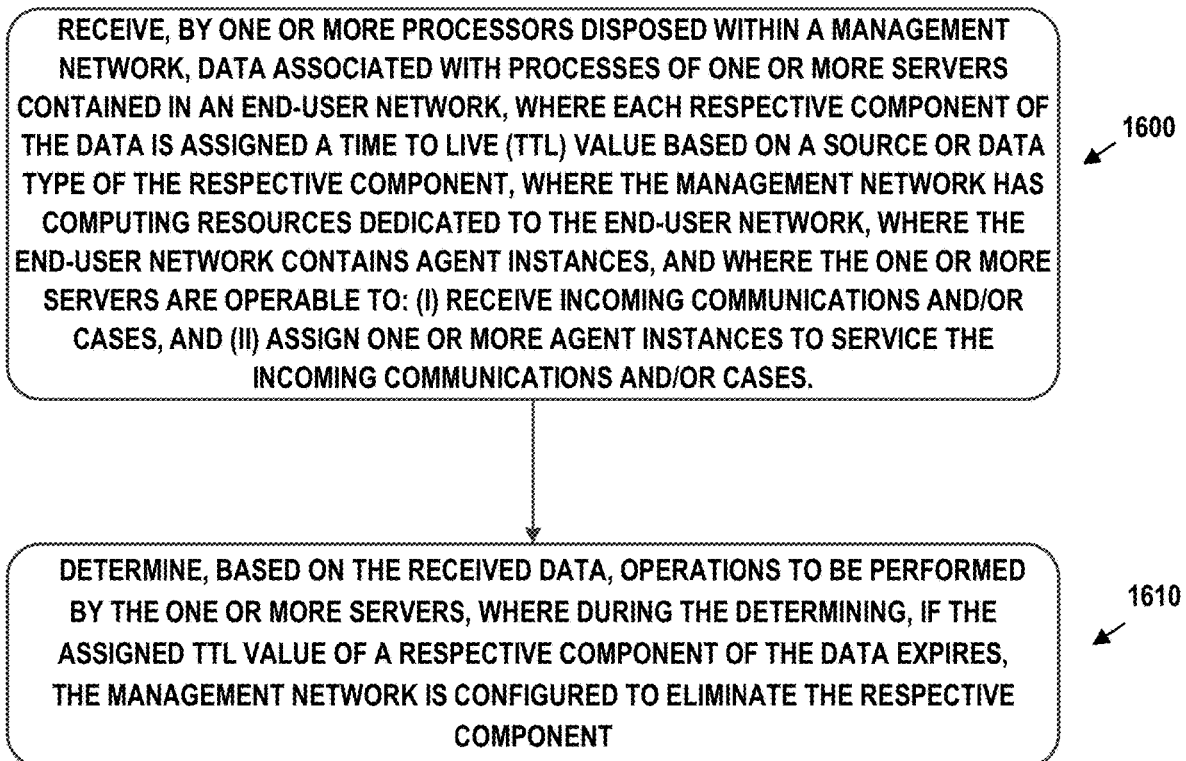 RECEIVE, BY ONE OR MORE PROCESSORS DISPOSED WITHIN A MANAGEMENT
NETWORK, DATA ASSOCIATED WITH PROCESSES OF ONE OR MORE SERVERS
CONTAINED IN AN END-USER NETWORK, WHERE EACH RESPECTIVE COMPONENT OF
THE DATA IS ASSIGNED A TIME TO LIVE (TTL) VALUE BASED ON A SOURCE OR DATA
TYPE OF THE RESPECTIVE COMPONENT, WHERE THE MANAGEMENT NETWORK HAS
COMPUTING RESOURCES DEDICATED TO THE END-USER NETWORK, WHERE THE
END-USER NETWORK CONTAINS AGENT INSTANCES, AND WHERE THE ONE OR MORE
SERVERS ARE OPERABLE TO: (I) RECEIVE INCOMING COMMUNICATIONS AND/OR
CASES, AND (II) ASSIGN ONE OR MORE AGENT INSTANCES TO SERVICE THE
INCOMING COMMUNICATIONS AND/OR CASES.
1600
DETERMINE, BASED ON THE RECEIVED DATA, OPERATIONS TO BE PERFORMED
BY THE ONE OR MORE SERVERS, WHERE DURING THE DETERMINING, IF THE
ASSIGNED TTL VALUE OF A RESPECTIVE COMPONENT OF THE DATA EXPIRES,
THE MANAGEMENT NETWORK IS CONFIGURED TO ELIMINATE THE RESPECTIVE
COMPONENT
1610